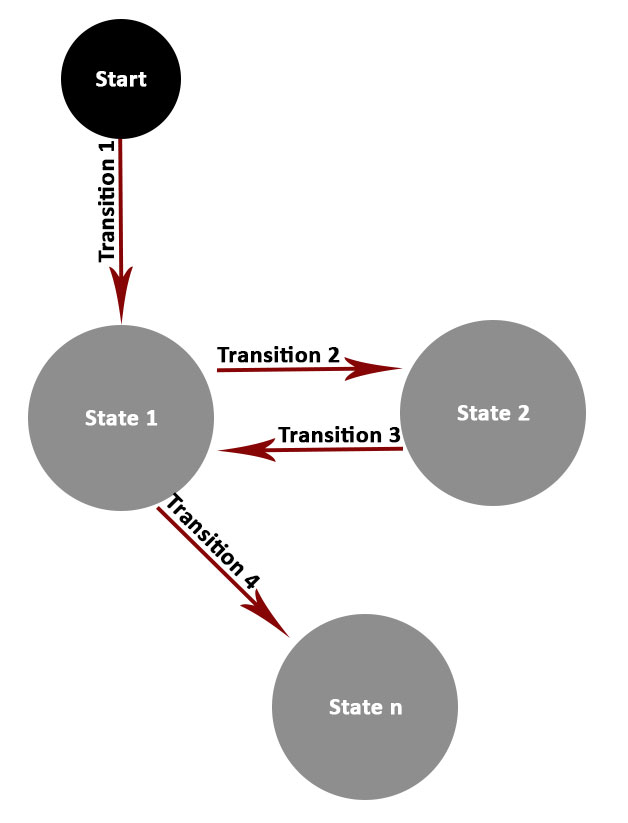 Start
Transition 1
State 1
Transition 2
State 2
Transition 3
Transition 4
State n